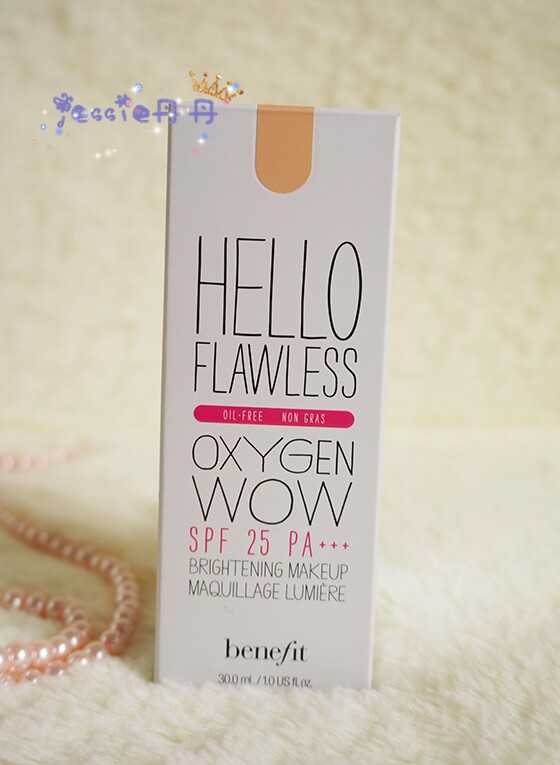 jessie丹丹
HELLO
FLAWLESS
OIL-FREE NON GRAS
OXYGEN
WOW
SPF 25 PA+++
BRIGHTENING MAKEUP
MAQUILLAGE LUMIÈRE
benefit
30.0 mL / 1.0 US fl. oz.